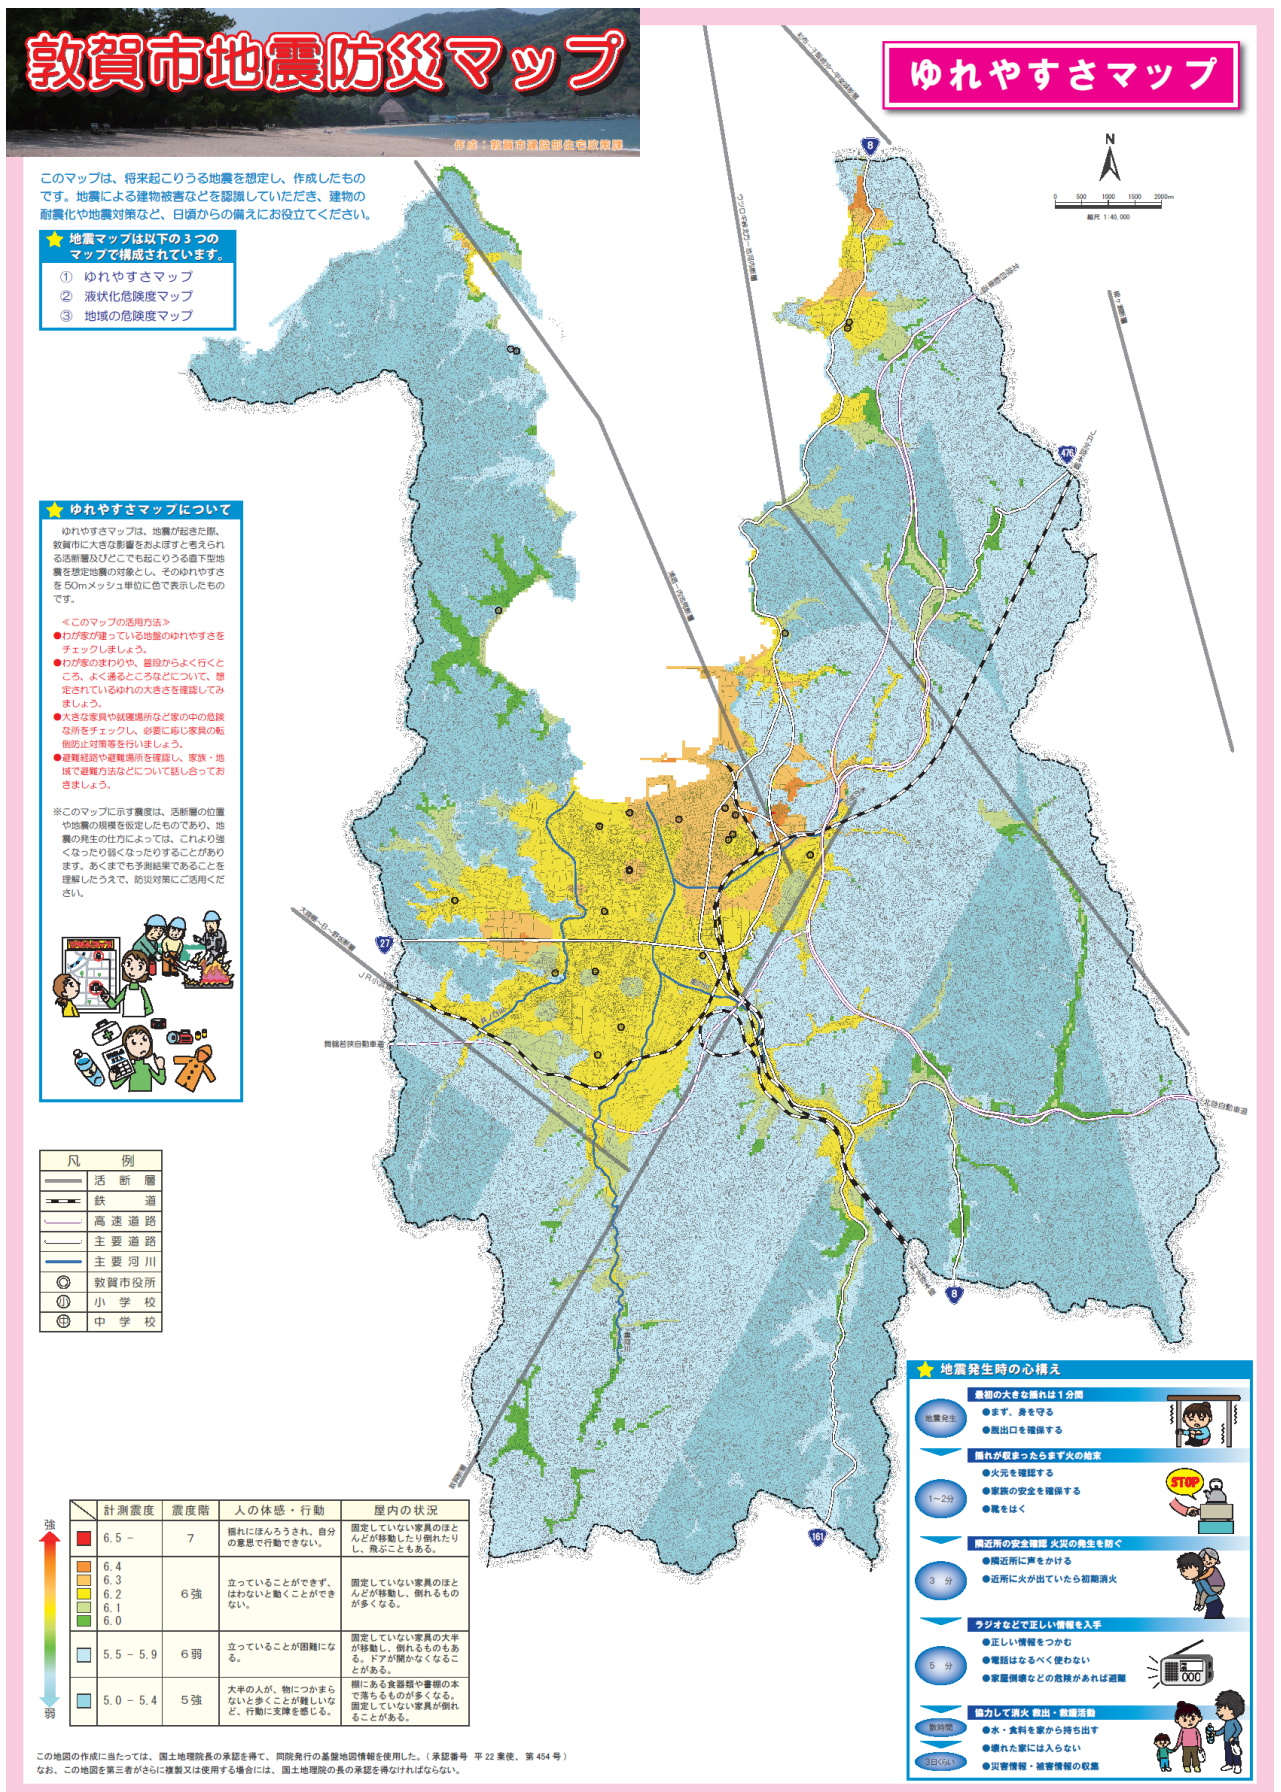 敦賀市地震防災マップ
作成：敦賀市建設部住宅政策課
ゆれやすさマップ
このマップは、将来起こりうる地震を想定し、作成したもの
です。地震による建物被害などを認識していただき、建物の
耐震化や地震対策など、日頃からの備えにお役立てください。
地震マップは以下の３つの
マップで構成されています。
① ゆれやすさマップ
② 液状化危険度マップ
③ 地域の危険度マップ
N
0 500 1000 1500 2000m
縮尺 1:40,000
8
476
ゆれやすさマップについて
ゆれやすさマップは、地震が起きた際、
敦賀市に大きな影響をおよぼすと考えられ
る活断層及びどこでも起こりうる直下型地
震を想定地震の対象とし、そのゆれやすさ
を50mメッシュ単位に色で表示したもの
です。
≪このマップの活用方法≫
●わが家が建っている地盤のゆれやすさを
チェックしましょう。
●わが家のまわりや、普段からよく行くと
ころ、よく通るところなどについて、想
定されているゆれの大きさを確認してみ
ましょう。
●大きな家具や就寝場所など家の中の危険
な所をチェックし、必要に応じ家具の転
倒防止対策等を行いましょう。
●避難経路や避難場所を確認し、家族・地
域で避難方法などについて話し合ってお
きましょう。
※このマップに示す震度は、活断層の位置
や地震の規模を仮定したものであり、地
震の発生の仕方によっては、これより強
くなったり弱くなったりすることがあり
ます。あくまでも予測結果であることを
理解したうえで、防災対策にご活用くだ
さい。
27
舞鶴若狭自動車道
北陸自動車道
8
161
凡 例
活断層
鉄道
高速道路
主要道路
主要河川
敦賀市役所
小 小学校
中 中学校
強
弱
計測震度 震度階 人の体感・行動 屋内の状況
6.5 - 7 揺れにほんろうされ、自分の意思で行動できない。 固定していない家具のほとんどが移動したり倒れたりし、飛ぶこともある。
6.4
6.3
6.2
6.1
6.0
6強 立っていることができず、はわないと動くことができない。 固定していない家具のほとんどが移動し、倒れるものが多くなる。
5.5 - 5.9 6弱 立っていることが困難になる。 固定していない家具の大半が移動し、倒れるものもある。ドアが開かなくなることがある。
5.0 - 5.4 5強 大半の人が、物につかまらないと歩くことが難しいなど、行動に支障を感じる。 棚にある食器類や書棚の本で落ちるものが多くなる。固定していない家具が倒れることがある。
地震発生時の心構え
地震発生
最初の大きな揺れは１分間
●まず、身を守る
●脱出口を確保する
1～2分
揺れが収まったらまず火の始末
●火元を確認する
●家族の安全を確保する
●靴をはく
STOP
3 分
隣近所の安全確認 火災の発生を防ぐ
●隣近所に声をかける
●近所に火が出ていたら初期消火
5 分
ラジオなどで正しい情報を入手
●正しい情報をつかむ
●電話はなるべく使わない
●家屋倒壊などの危険があれば避難
数時間
3日くらい
協力して消火 救出・救護活動
●水・食料を家から持ち出す
●壊れた家には入らない
●災害情報・被害情報の収集
この地図の作成に当たっては、国土地理院長の承認を得て、同院発行の基盤地図情報を使用した。（承認番号 平22業使、第454号）
なお、この地図を第三者がさらに複製又は使用する場合には、国土地理院の長の承認を得なければならない。